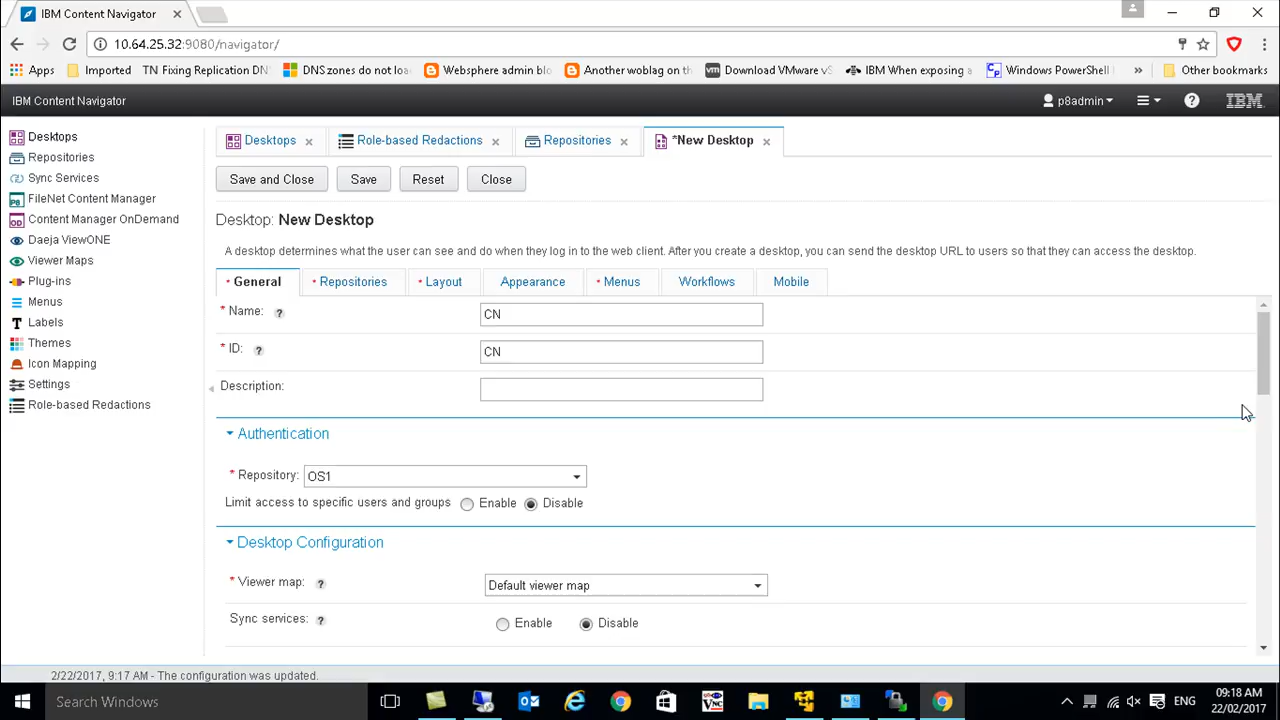 IBM Content Navigator
10.64.25.32:9080/navigator/
Apps Imported TN Fixing Replication DN DNS zones do not loa Websphere admin blo Another woblag on th vm Download VMware vS IBM When exposing a Cp Windows PowerShell » Other bookmarks
IBM Content Navigator p8admin IBM
Desktops
Repositories
Sync Services
FileNet Content Manager
Content Manager OnDemand
Daeja ViewONE
Viewer Maps
Plug-ins
Menus
Labels
Themes
Icon Mapping
Settings
Role-based Redactions
Desktops Role-based Redactions Repositories *New Desktop
Save and Close Save Reset Close
Desktop: New Desktop
A desktop determines what the user can see and do when they log in to the web client. After you create a desktop, you can send the desktop URL to users so that they can access the desktop.
* General * Repositories * Layout Appearance * Menus Workflows Mobile
* Name: ? CN
* ID: ? CN
Description:
Authentication
* Repository: OS1
Limit access to specific users and groups Enable Disable
Desktop Configuration
* Viewer map: ? Default viewer map
Sync services: ? Enable Disable
2/22/2017, 9:17 AM - The configuration was updated.
Search Windows
ENG
09:18 AM
22/02/2017